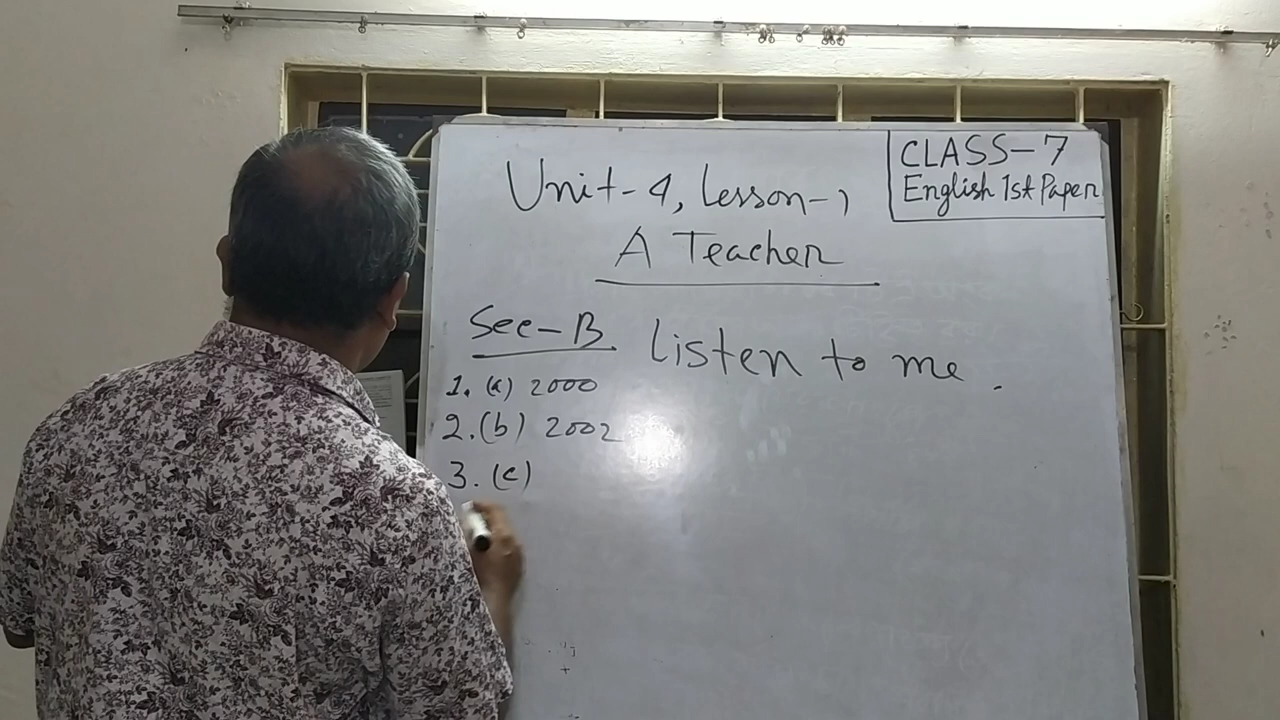 CLASS-7
English 1st Paper
Unit-4, Lesson-1
A Teacher
Sec-B Listen to me.
1. (a) 2000
2. (b) 2002
3. (c)